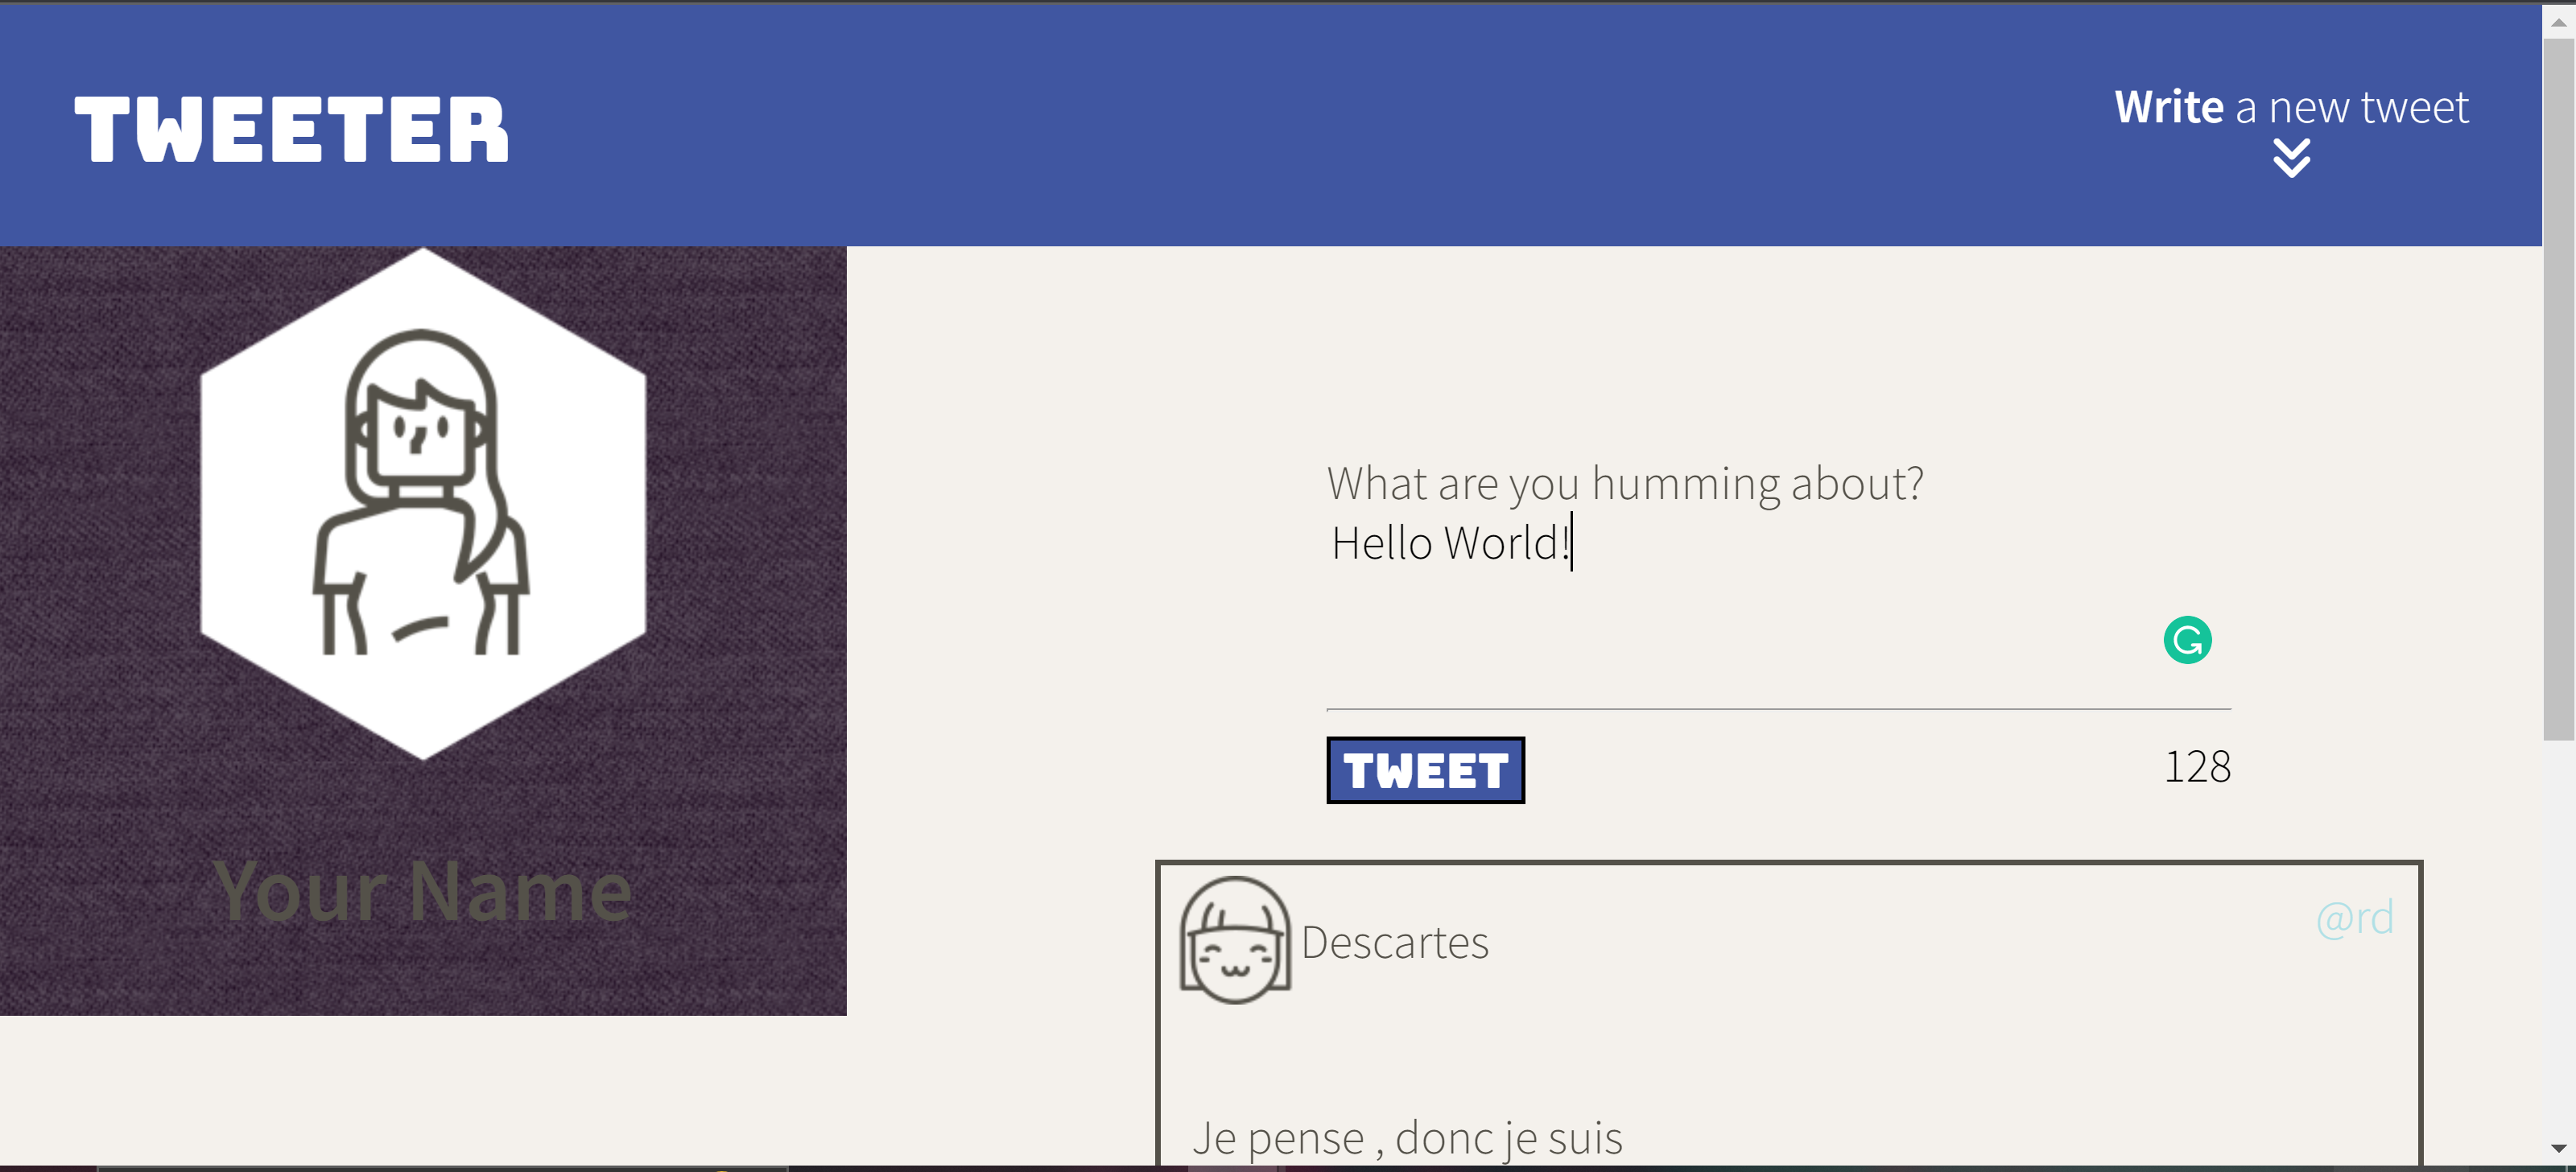 TWEETER
Write a new tweet
Your Name
What are you humming about?
Hello World!
TWEET
128
Descartes
@rd
Je pense , donc je suis